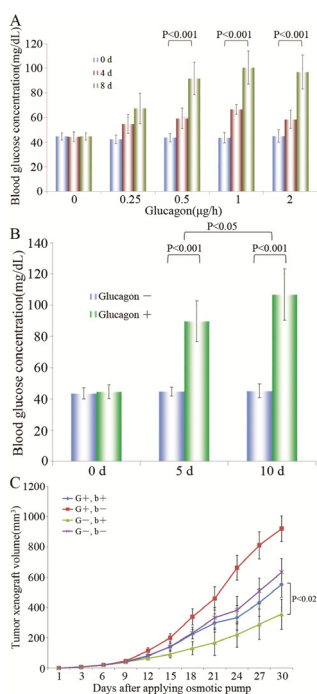 A
Blood glucose concentration(mg/dL)
120
100
80
60
40
20
0
0 d
4 d
8 d
P<0.001
P<0.001
P<0.001
0
0.25
0.5
1
2
Glucagon(μg/h)
B
Blood glucose concentration(mg/dL)
140
120
100
80
60
40
20
0
P<0.05
P<0.001
P<0.001
Glucagon －
Glucagon ＋
0 d
5 d
10 d
C
Tumor xenograft volume(mm³)
1200
1000
800
600
400
200
0
G＋, b＋
G＋, b－
G－, b＋
G－, b－
P<0.02
1
3
6
9
12
15
18
21
24
27
30
Days after applying osmotic pump